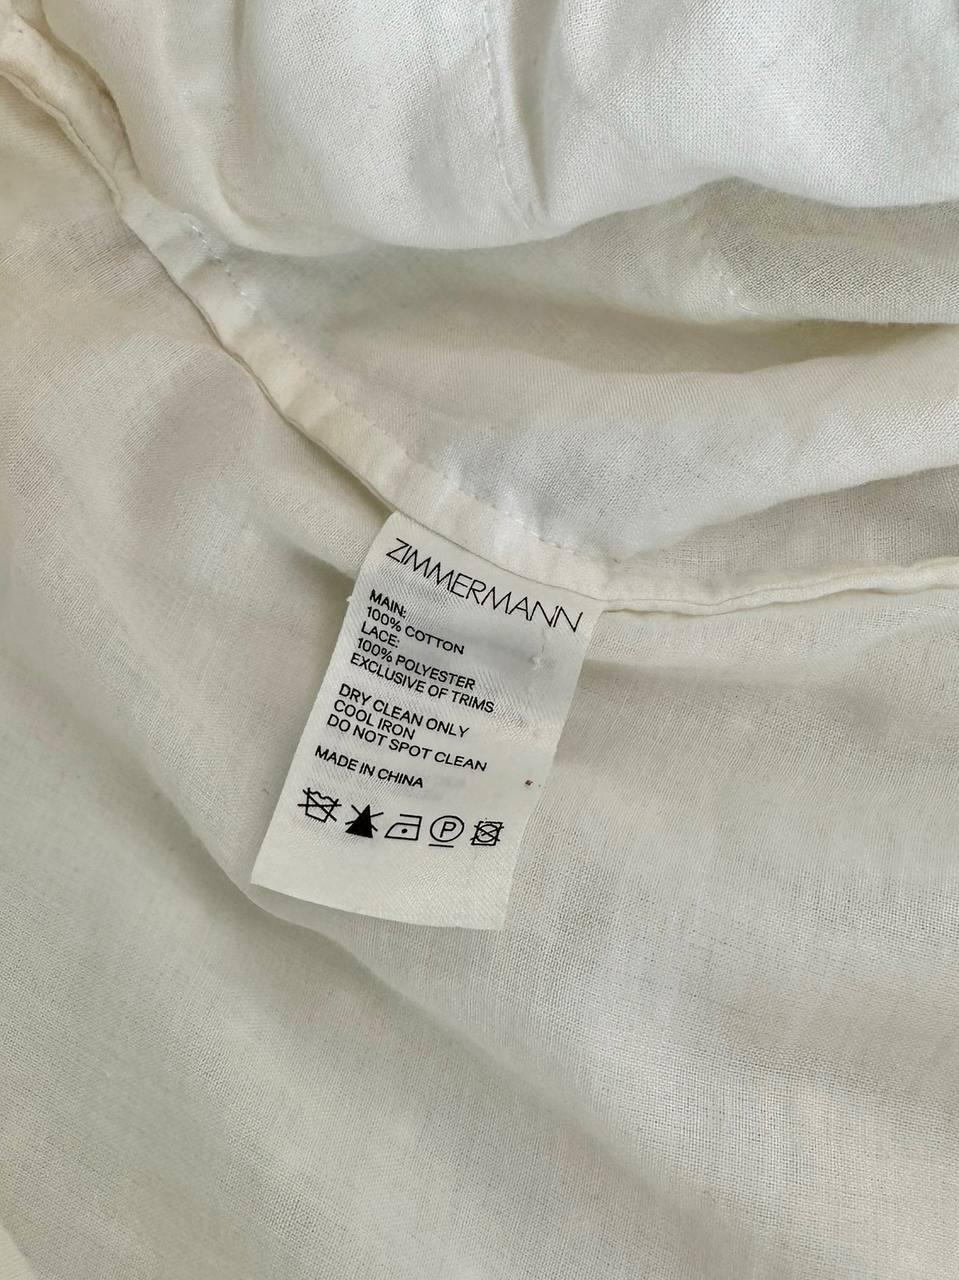 ZIMMERMANN
MAIN:
100% COTTON
LACE:
100% POLYESTER
EXCLUSIVE OF TRIMS
DRY CLEAN ONLY
COOL IRON
DO NOT SPOT CLEAN
MADE IN CHINA
P